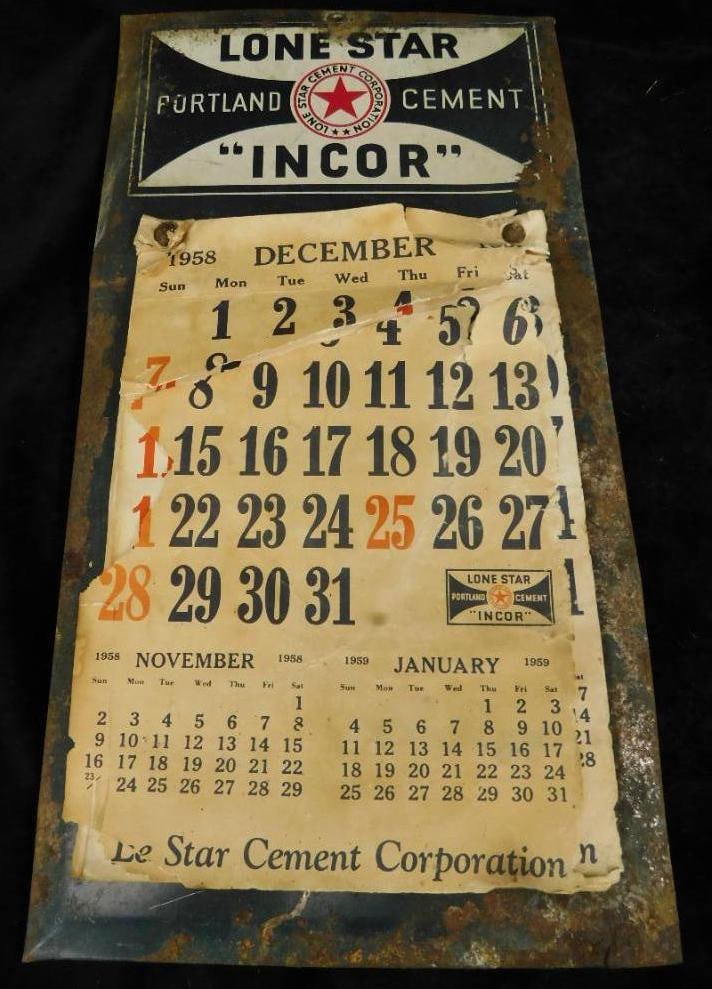 LONE STAR
PORTLAND CEMENT
LONE STAR CEMENT CORPORATION
"INCOR"
1958 DECEMBER
Sun Mon Tue Wed Thu Fri Sat
1 2 3 4 5 6
7 8 9 10 11 12 13
1 15 16 17 18 19 20
1 22 23 24 25 26 27
28 29 30 31
LONE STAR
PORTLAND CEMENT
"INCOR"
1958 NOVEMBER 1958
Sun Mon Tue Wed Thu Fri Sat
1
2 3 4 5 6 7 8
9 10 11 12 13 14 15
16 17 18 19 20 21 22
23/ 24 25 26 27 28 29
1959 JANUARY 1959
Sun Mon Tue Wed Thu Fri Sat
1 2 3
4 5 6 7 8 9 10
11 12 13 14 15 16 17
18 19 20 21 22 23 24
25 26 27 28 29 30 31
7
14
21
28
Star Cement Corporation
n